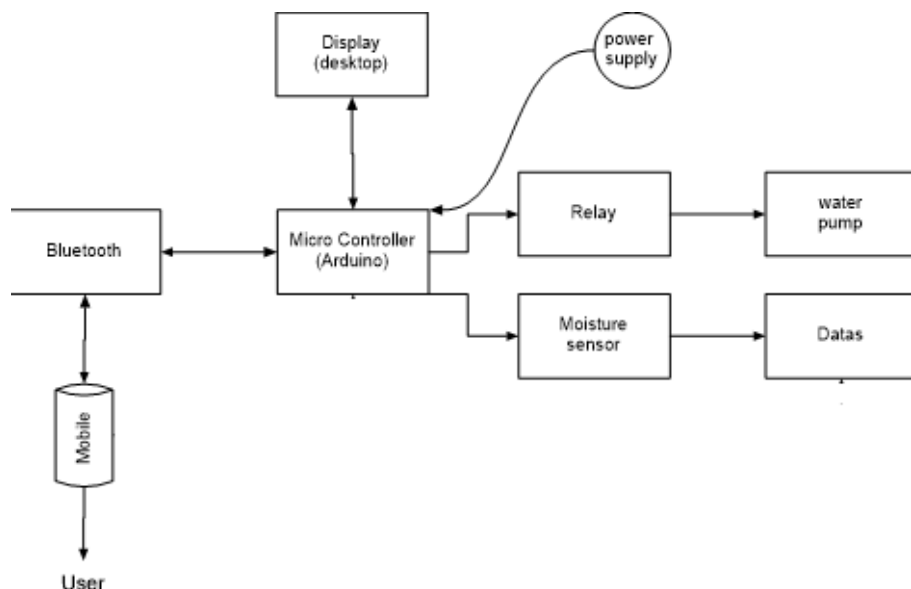 Display
(desktop)
power
supply
Bluetooth
Micro Controller
(Arduino)
Relay
water
pump
Moisture
sensor
Datas
Mobile
User